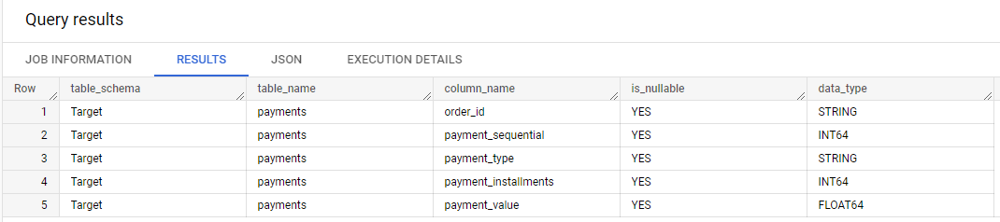 Query results
JOB INFORMATION RESULTS JSON EXECUTION DETAILS
Row table_schema table_name column_name is_nullable data_type
1 Target payments order_id YES STRING
2 Target payments payment_sequential YES INT64
3 Target payments payment_type YES STRING
4 Target payments payment_installments YES INT64
5 Target payments payment_value YES FLOAT64